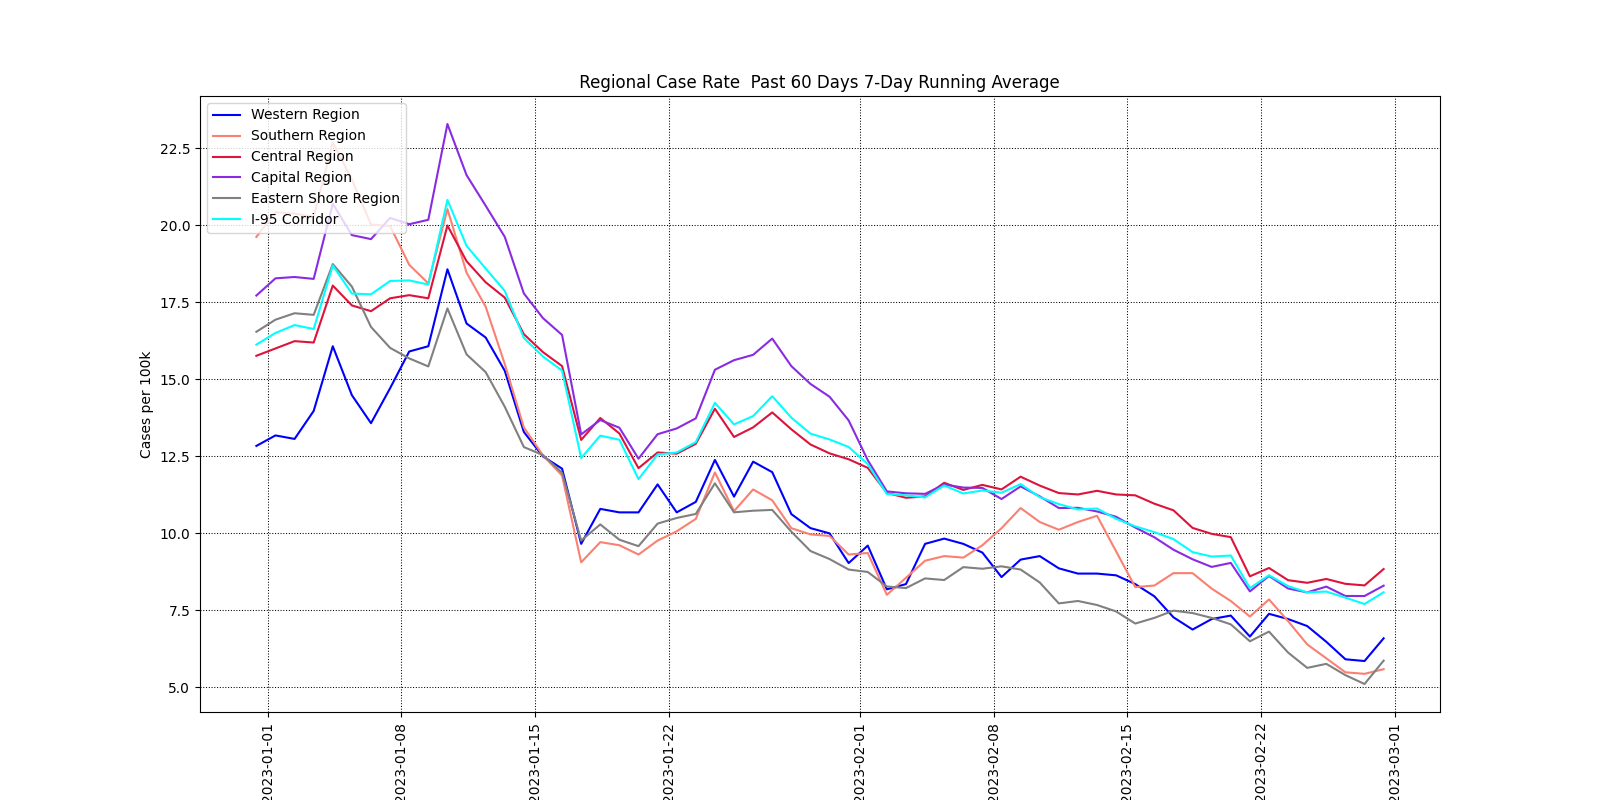 Regional Case Rate  Past 60 Days 7-Day Running Average
Western Region
Southern Region
Central Region
Capital Region
Eastern Shore Region
I-95 Corridor
Cases per 100k
22.5
20.0
17.5
15.0
12.5
10.0
7.5
5.0
2023-01-01
2023-01-08
2023-01-15
2023-01-22
2023-02-01
2023-02-08
2023-02-15
2023-02-22
2023-03-01